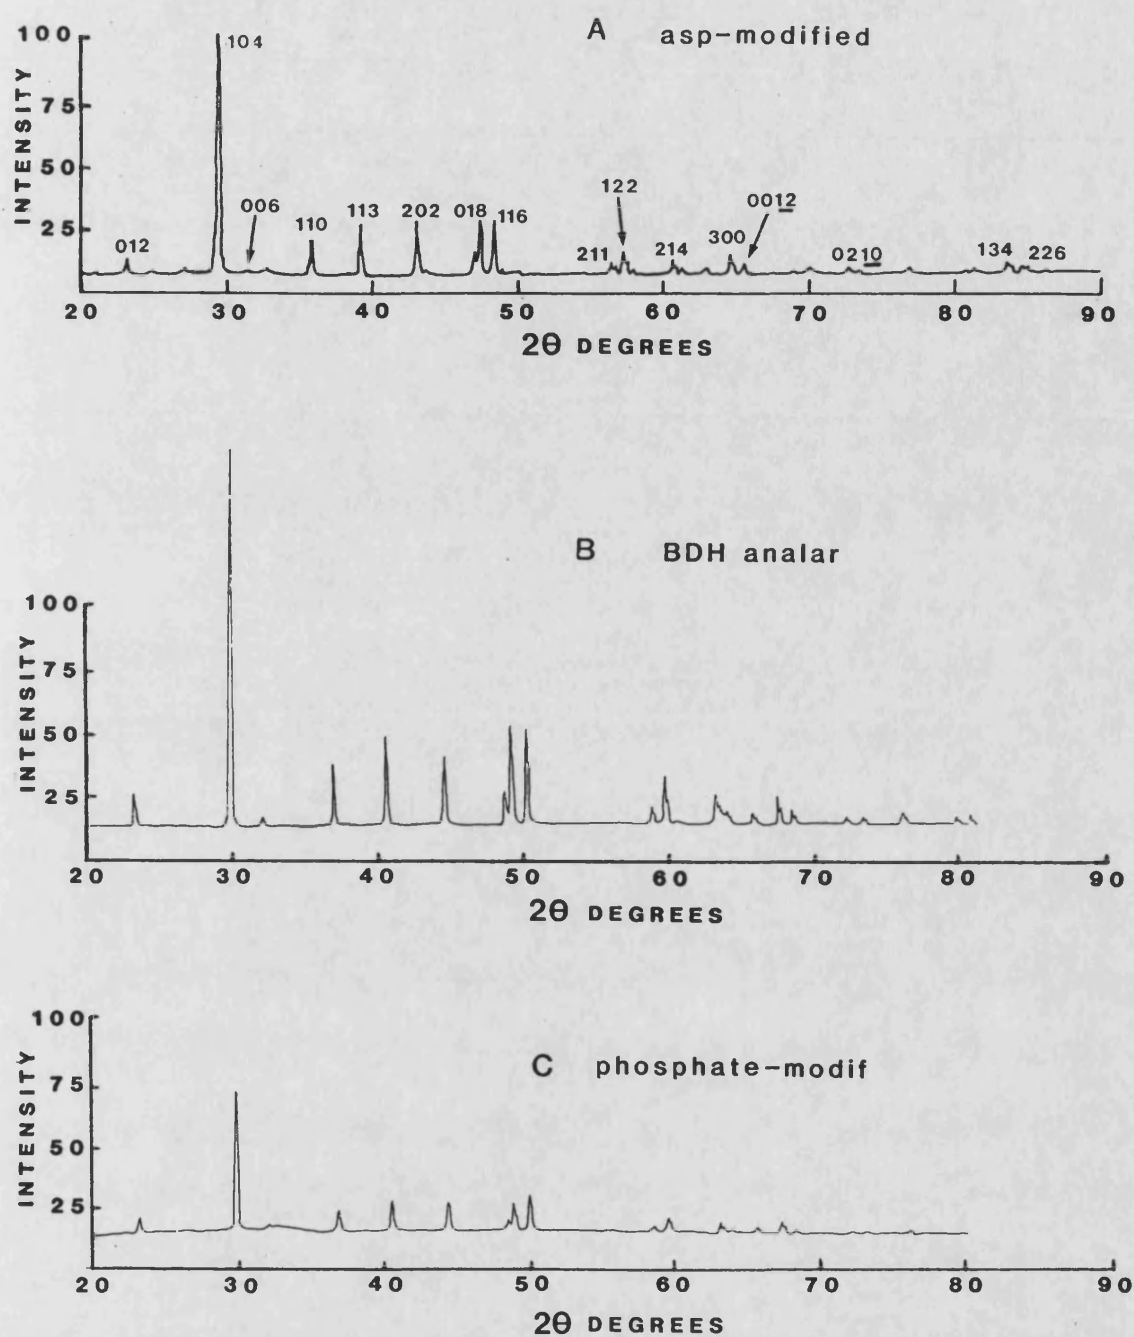 A asp-modified
INTENSITY
100
75
50
25
104
012
006
110
113
202
018
116
211
122
214
300
0012
0210
134
226
20 30 40 50 60 70 80 90
2θ DEGREES
B BDH analar
INTENSITY
100
75
50
25
20 30 40 50 60 70 80 90
2θ DEGREES
C phosphate-modif
INTENSITY
100
75
50
25
20 30 40 50 60 70 80 90
2θ DEGREES